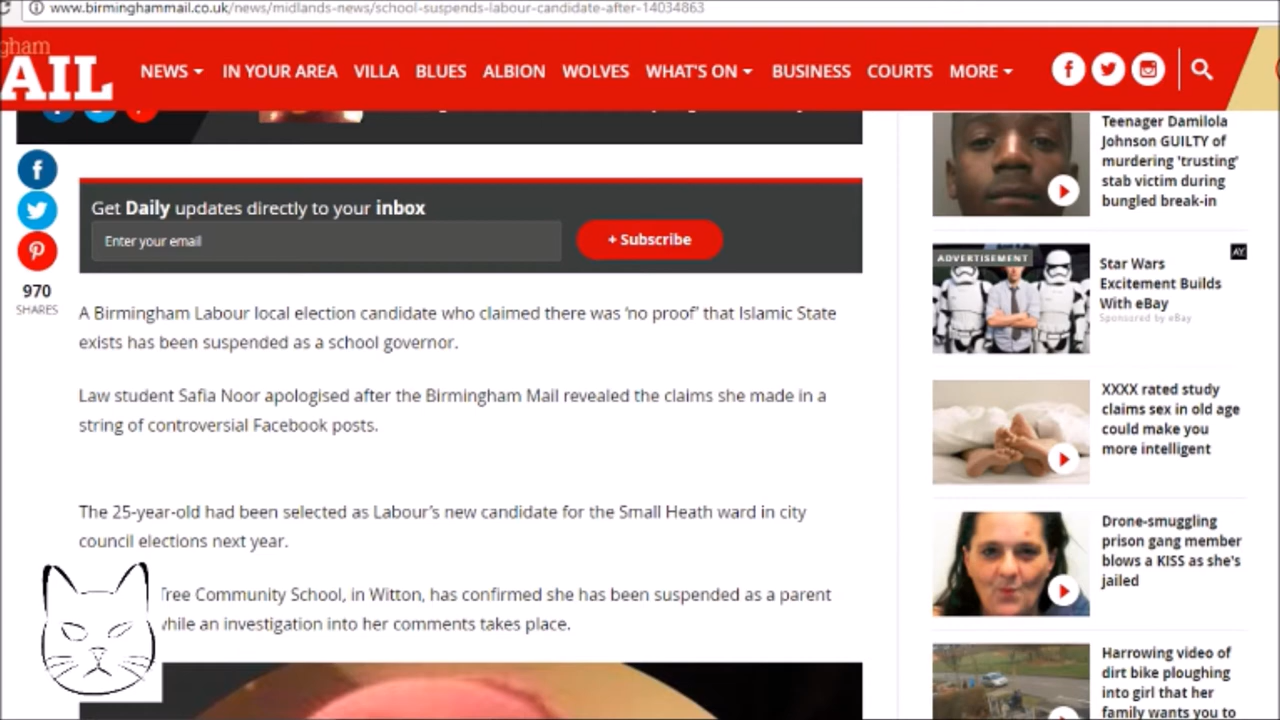 www.birminghammail.co.uk/news/midlands-news/school-suspends-labour-candidate-after-14034863
gham
AIL
NEWS
IN YOUR AREA
VILLA
BLUES
ALBION
WOLVES
WHAT'S ON
BUSINESS
COURTS
MORE
970
SHARES
Get Daily updates directly to your inbox
Enter your email
+ Subscribe
A Birmingham Labour local election candidate who claimed there was ‘no proof’ that Islamic State
exists has been suspended as a school governor.
Law student Safia Noor apologised after the Birmingham Mail revealed the claims she made in a
string of controversial Facebook posts.
The 25-year-old had been selected as Labour’s new candidate for the Small Heath ward in city
council elections next year.
Tree Community School, in Witton, has confirmed she has been suspended as a parent
while an investigation into her comments takes place.
Teenager Damilola
Johnson GUILTY of
murdering 'trusting'
stab victim during
bungled break-in
ADVERTISEMENT
AY
Star Wars
Excitement Builds
With eBay
Sponsored by eBay
XXXX rated study
claims sex in old age
could make you
more intelligent
Drone-smuggling
prison gang member
blows a KISS as she's
jailed
Harrowing video of
dirt bike ploughing
into girl that her
family wants you to